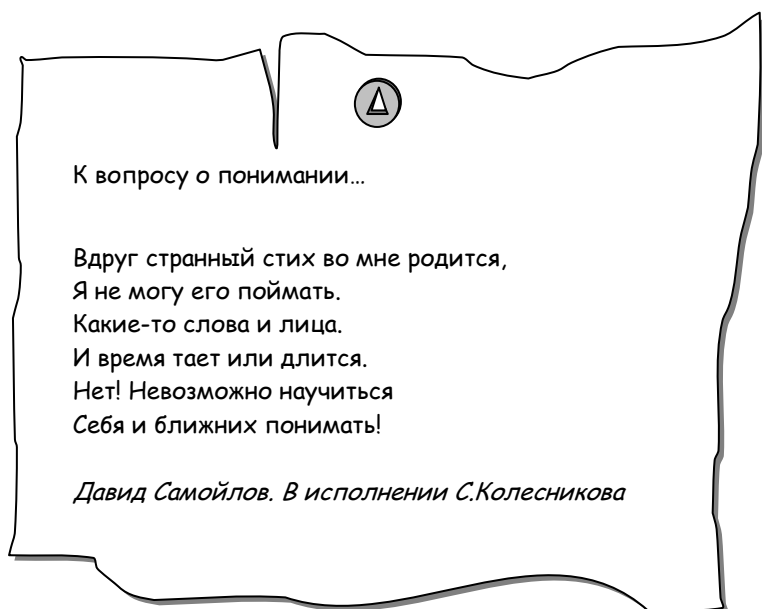 К вопросу о понимании...
Вдруг странный стих во мне родится,
Я не могу его поймать.
Какие-то слова и лица.
И время тает или длится.
Нет! Невозможно научиться
Себя и ближних понимать!
Давид Самойлов. В исполнении С.Колесникова